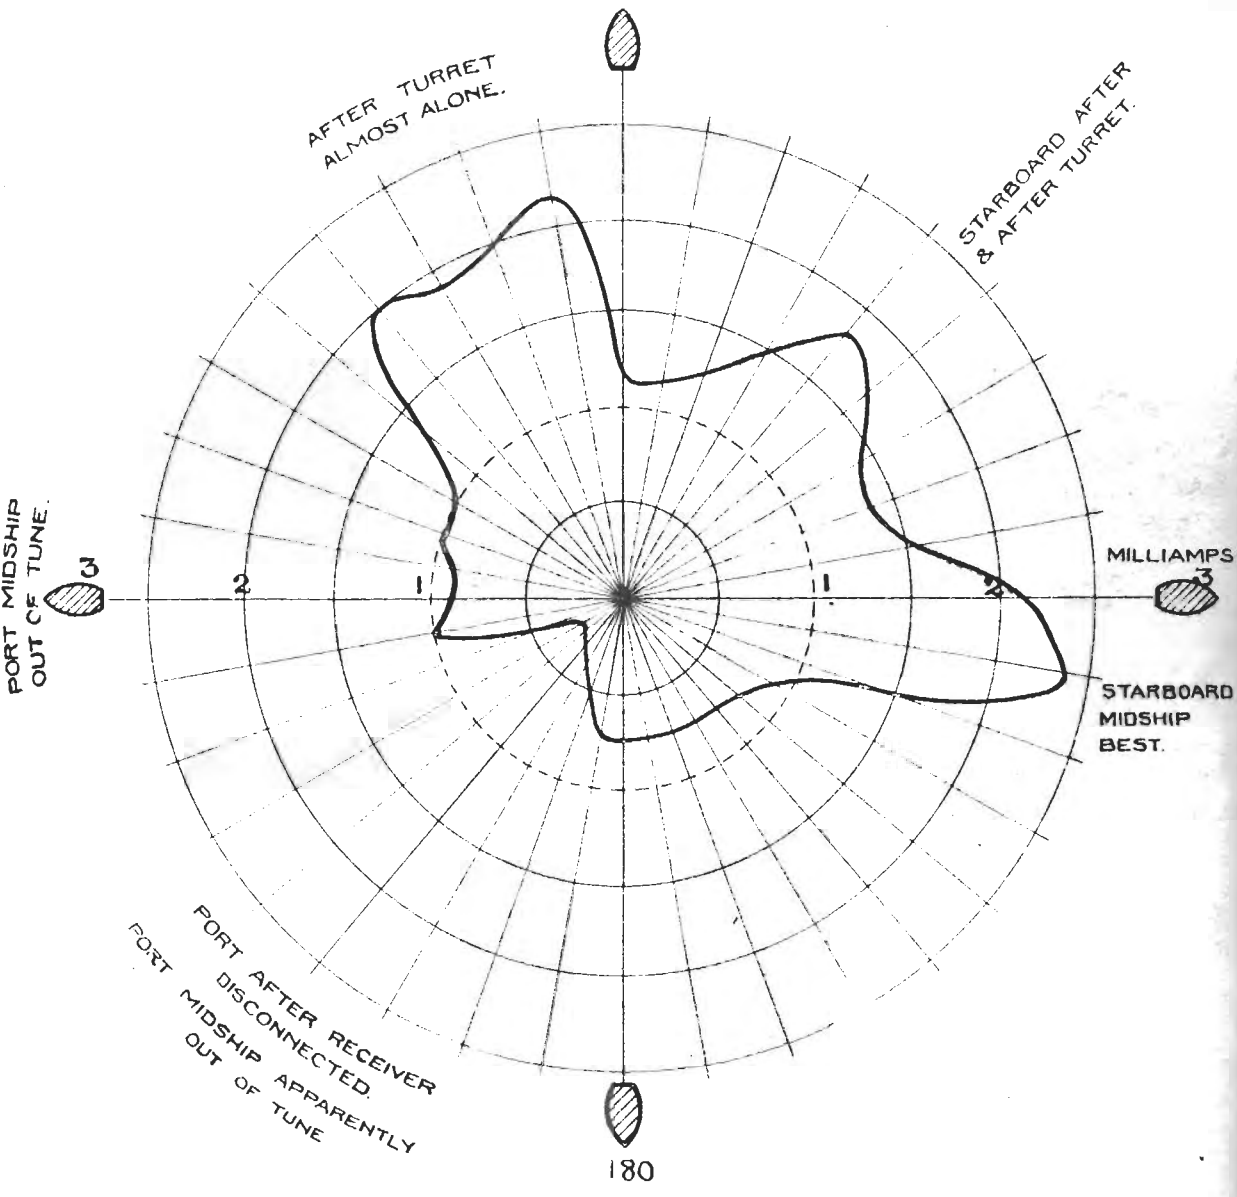 AFTER TURRET
ALMOST ALONE.
STARBOARD AFTER
& AFTER TURRET.
PORT MIDSHIP
OUT OF TUNE.
3
2
1
1
2
3
MILLIAMPS
STARBOARD
MIDSHIP
BEST.
PORT AFTER RECEIVER
DISCONNECTED.
PORT MIDSHIP APPARENTLY
OUT OF TUNE
180